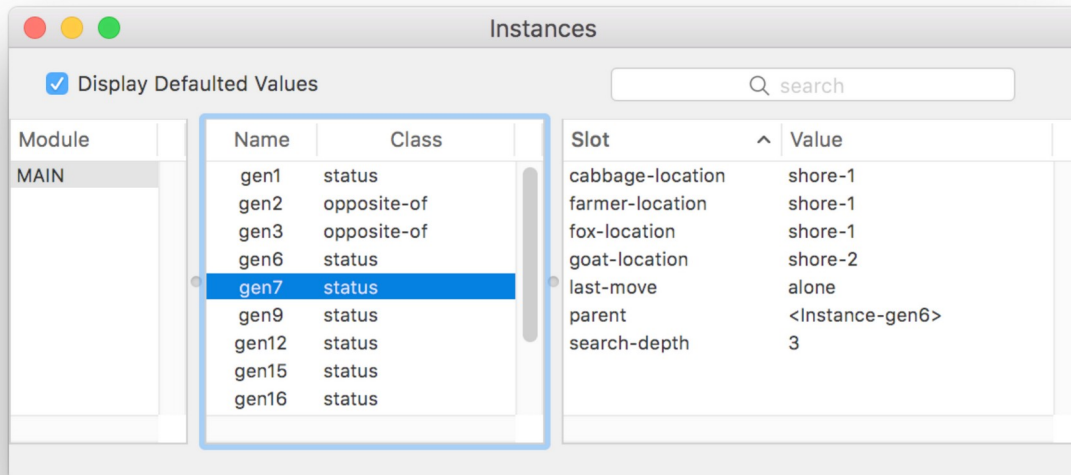 Instances
Display Defaulted Values
search
Module
MAIN
Name Class
gen1 status
gen2 opposite-of
gen3 opposite-of
gen6 status
gen7 status
gen9 status
gen12 status
gen15 status
gen16 status
Slot Value
cabbage-location shore-1
farmer-location shore-1
fox-location shore-1
goat-location shore-2
last-move alone
parent <Instance-gen6>
search-depth 3